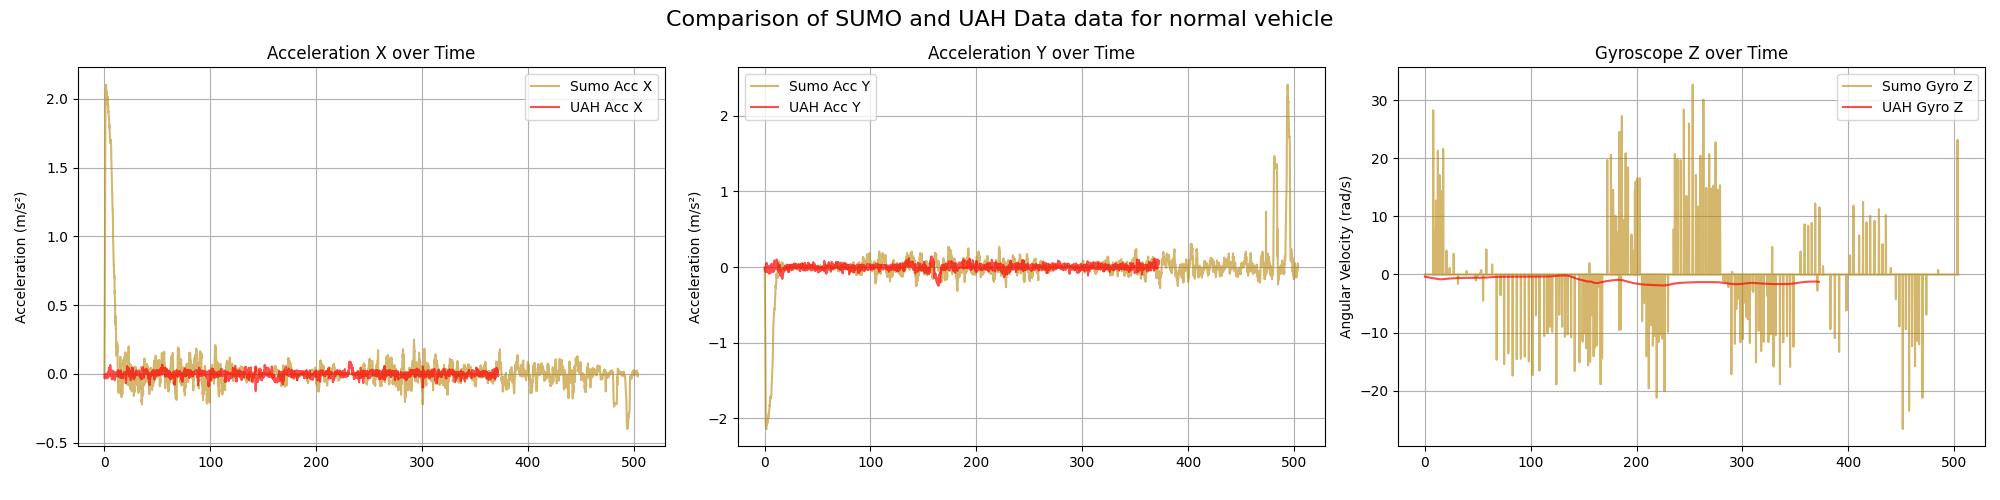 Comparison of SUMO and UAH Data data for normal vehicle
Acceleration X over Time
Acceleration (m/s²)
2.0
1.5
1.0
0.5
0.0
−0.5
0 100 200 300 400 500
Sumo Acc X
UAH Acc X
Acceleration Y over Time
Acceleration (m/s²)
2
1
0
−1
−2
0 100 200 300 400 500
Sumo Acc Y
UAH Acc Y
Gyroscope Z over Time
Angular Velocity (rad/s)
30
20
10
0
−10
−20
0 100 200 300 400 500
Sumo Gyro Z
UAH Gyro Z